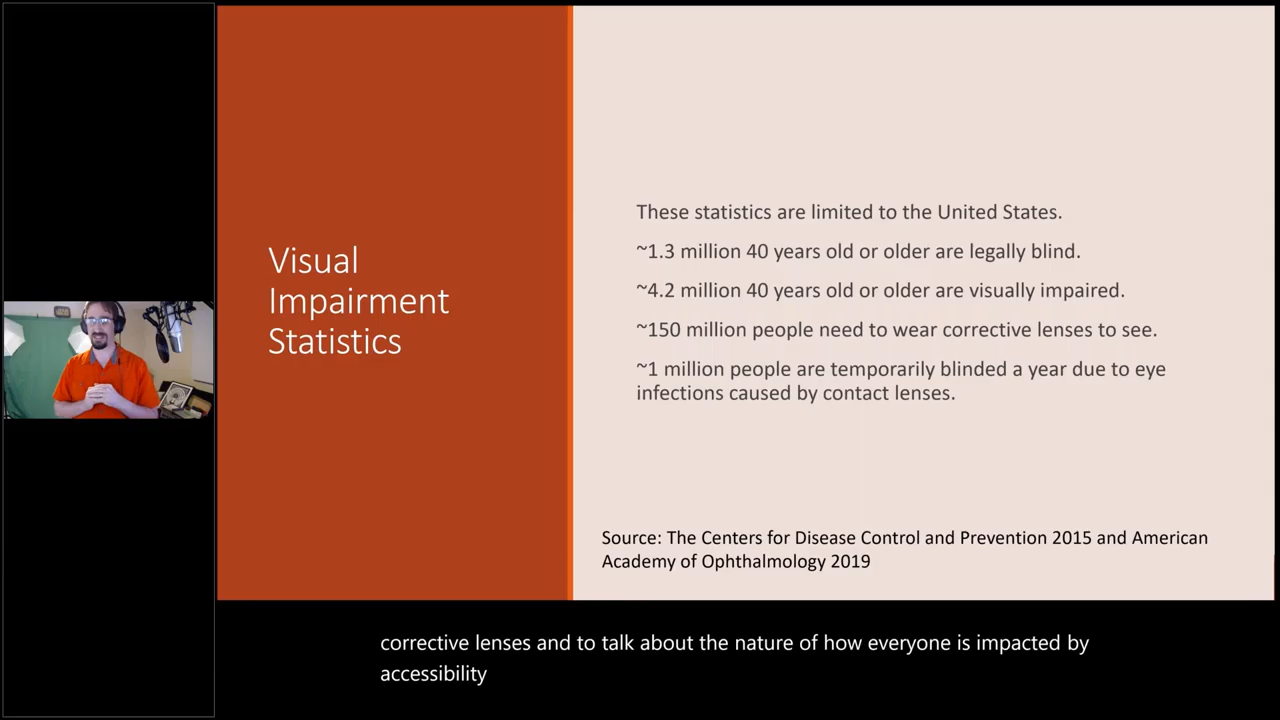 Visual
Impairment
Statistics
These statistics are limited to the United States.
~1.3 million 40 years old or older are legally blind.
~4.2 million 40 years old or older are visually impaired.
~150 million people need to wear corrective lenses to see.
~1 million people are temporarily blinded a year due to eye
infections caused by contact lenses.
Source: The Centers for Disease Control and Prevention 2015 and American
Academy of Ophthalmology 2019
corrective lenses and to talk about the nature of how everyone is impacted by
accessibility